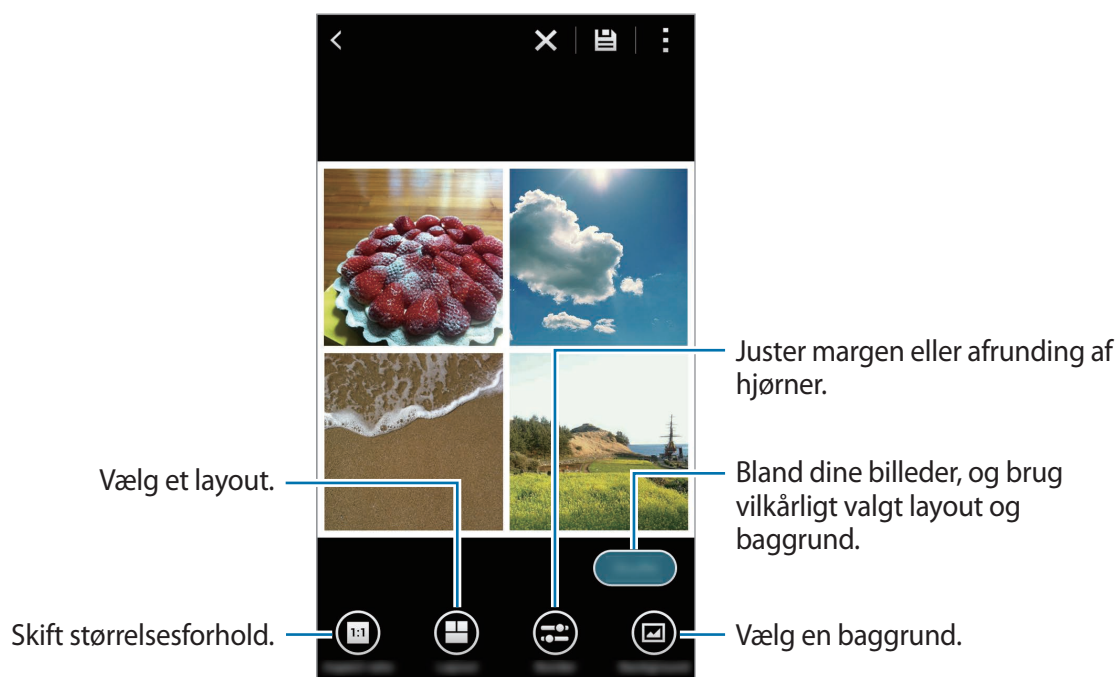 Juster margen eller afrunding af
hjørner.
Vælg et layout.
Bland dine billeder, og brug
vilkårligt valgt layout og
baggrund.
Skift størrelsesforhold.
1:1
Vælg en baggrund.